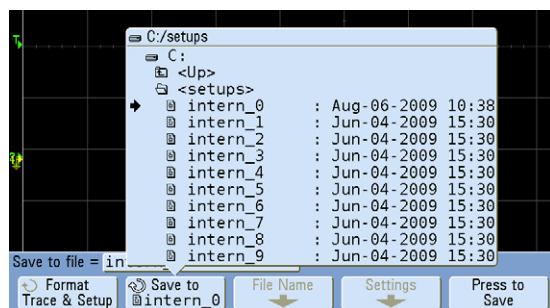 C:/setups
C:
<Up>
<setups>
intern_0 : Aug-06-2009 10:38
intern_1 : Jun-04-2009 15:30
intern_2 : Jun-04-2009 15:30
intern_3 : Jun-04-2009 15:30
intern_4 : Jun-04-2009 15:30
intern_5 : Jun-04-2009 15:30
intern_6 : Jun-04-2009 15:30
intern_7 : Jun-04-2009 15:30
intern_8 : Jun-04-2009 15:30
intern_9 : Jun-04-2009 15:30
Save to file =
Format
Trace & Setup
Save to
intern_0
File Name
Settings
Press to
Save